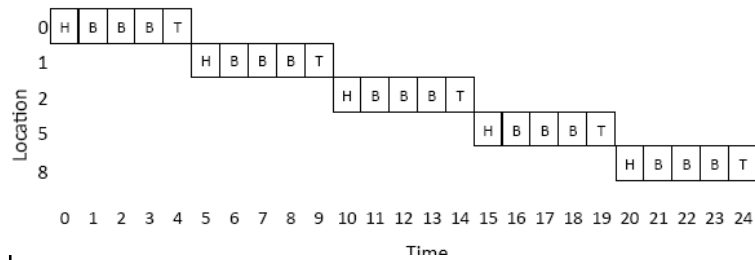 0 H B B B T
1 H B B B T
2 H B B B T
5 H B B B T
8 H B B B T
Location
0 1 2 3 4 5 6 7 8 9 10 11 12 13 14 15 16 17 18 19 20 21 22 23 24
Time